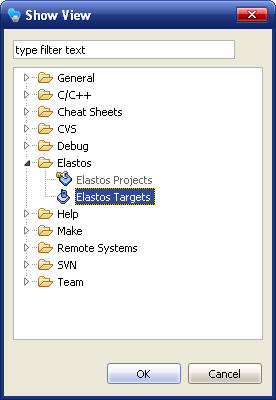 Show View
type filter text
General
C/C++
Cheat Sheets
CVS
Debug
Elastos
Elastos Projects
Elastos Targets
Help
Make
Remote Systems
SVN
Team
OK
Cancel